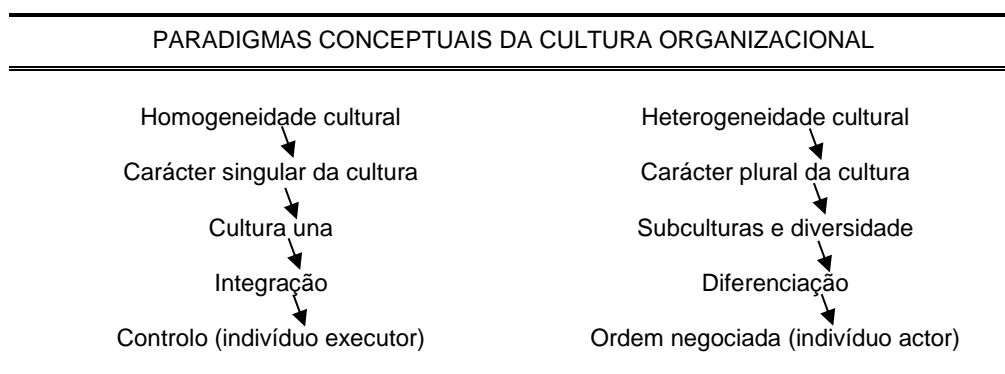 PARADIGMAS CONCEPTUAIS DA CULTURA ORGANIZACIONAL
Homogeneidade cultural
Heterogeneidade cultural
Carácter singular da cultura
Carácter plural da cultura
Cultura una
Subculturas e diversidade
Integração
Diferenciação
Controlo (indivíduo executor)
Ordem negociada (indivíduo actor)